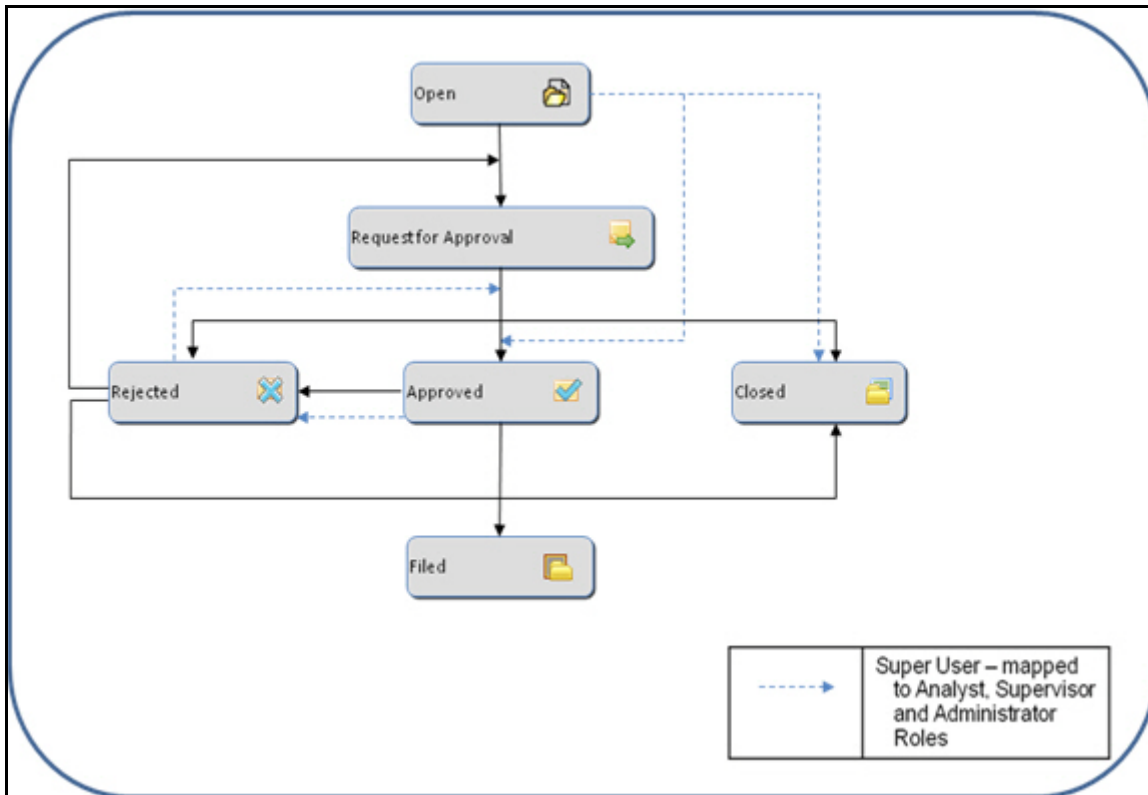 Open
Request for Approval
Rejected
Approved
Closed
Filed
Super User – mapped
to Analyst, Supervisor
and Administrator
Roles